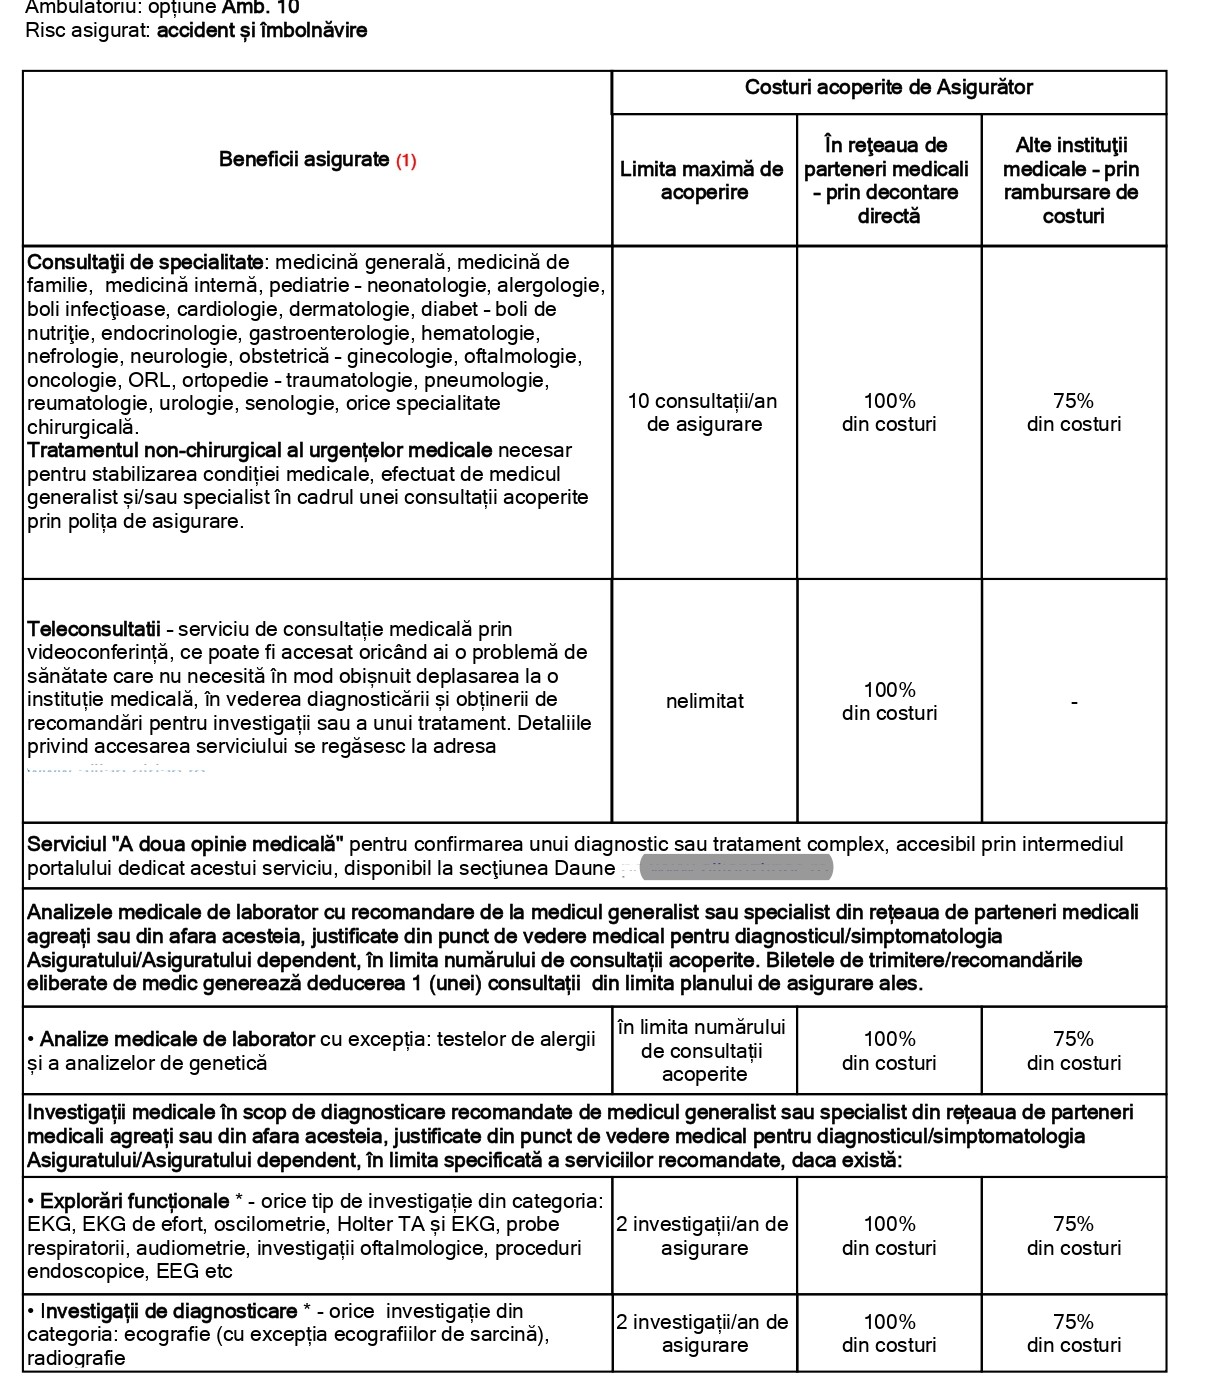 Ambulatoriu: opțiune Amb. 10
Risc asigurat: accident și îmbolnăvire
Costuri acoperite de Asigurător
Beneficii asigurate (1)
Limita maximă de
acoperire
În reţeaua de
parteneri medicali
- prin decontare
directă
Alte instituţii
medicale - prin
rambursare de
costuri
Consultaţii de specialitate: medicină generală, medicină de
familie, medicină internă, pediatrie - neonatologie, alergologie,
boli infecţioase, cardiologie, dermatologie, diabet - boli de
nutriţie, endocrinologie, gastroenterologie, hematologie,
nefrologie, neurologie, obstetrică - ginecologie, oftalmologie,
oncologie, ORL, ortopedie - traumatologie, pneumologie,
reumatologie, urologie, senologie, orice specialitate
chirurgicală.
Tratamentul non-chirurgical al urgențelor medicale necesar
pentru stabilizarea condiției medicale, efectuat de medicul
generalist și/sau specialist în cadrul unei consultații acoperite
prin polița de asigurare.
10 consultații/an
de asigurare
100%
din costuri
75%
din costuri
Teleconsultatii - serviciu de consultație medicală prin
videoconferință, ce poate fi accesat oricând ai o problemă de
sănătate care nu necesită în mod obișnuit deplasarea la o
instituție medicală, în vederea diagnosticării și obținerii de
recomandări pentru investigații sau a unui tratament. Detaliile
privind accesarea serviciului se regăsesc la adresa
nelimitat
100%
din costuri
-
Serviciul "A doua opinie medicală" pentru confirmarea unui diagnostic sau tratament complex, accesibil prin intermediul
portalului dedicat acestui serviciu, disponibil la secţiunea Daune
Analizele medicale de laborator cu recomandare de la medicul generalist sau specialist din rețeaua de parteneri medicali
agreați sau din afara acesteia, justificate din punct de vedere medical pentru diagnosticul/simptomatologia
Asiguratului/Asiguratului dependent, în limita numărului de consultații acoperite. Biletele de trimitere/recomandările
eliberate de medic generează deducerea 1 (unei) consultații din limita planului de asigurare ales.
• Analize medicale de laborator cu excepția: testelor de alergii
și a analizelor de genetică
în limita numărului
de consultații
acoperite
100%
din costuri
75%
din costuri
Investigații medicale în scop de diagnosticare recomandate de medicul generalist sau specialist din rețeaua de parteneri
medicali agreați sau din afara acesteia, justificate din punct de vedere medical pentru diagnosticul/simptomatologia
Asiguratului/Asiguratului dependent, în limita specificată a serviciilor recomandate, daca există:
• Explorări funcționale * - orice tip de investigație din categoria:
EKG, EKG de efort, oscilometrie, Holter TA și EKG, probe
respiratorii, audiometrie, investigații oftalmologice, proceduri
endoscopice, EEG etc
2 investigații/an de
asigurare
100%
din costuri
75%
din costuri
• Investigații de diagnosticare * - orice investigație din
categoria: ecografie (cu excepția ecografiilor de sarcină),
radiografie
2 investigații/an de
asigurare
100%
din costuri
75%
din costuri